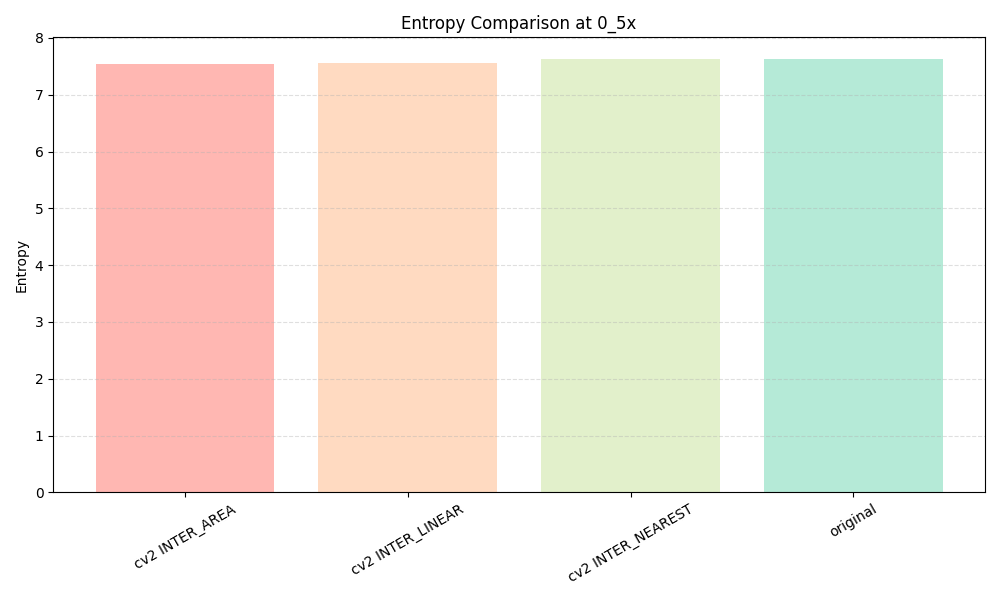 Entropy Comparison at 0_5x
8
7
6
5
4
3
2
1
0
Entropy
cv2 INTER_AREA
cv2 INTER_LINEAR
cv2 INTER_NEAREST
original